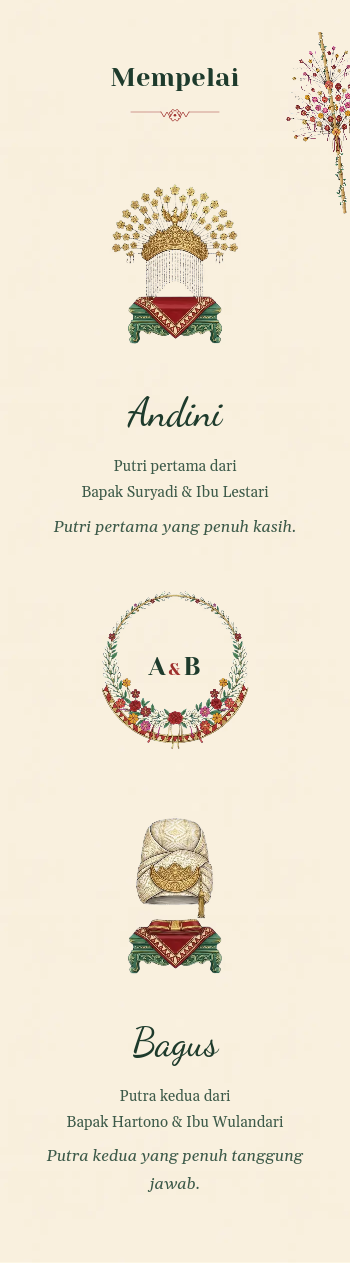 Mempelai
Andini
Putri pertama dari
Bapak Suryadi & Ibu Lestari
Putri pertama yang penuh kasih.
A & B
Bagus
Putra kedua dari
Bapak Hartono & Ibu Wulandari
Putra kedua yang penuh tanggung
jawab.